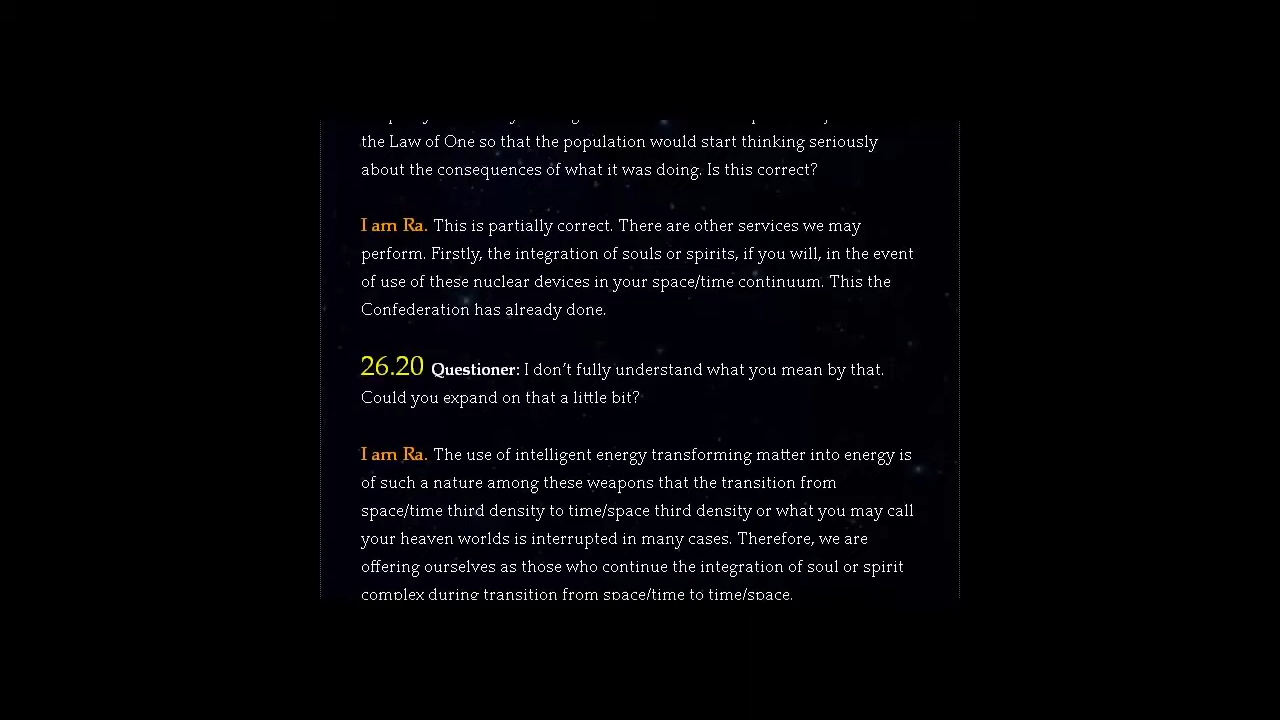 the Law of One so that the population would start thinking seriously
about the consequences of what it was doing. Is this correct?
I am Ra. This is partially correct. There are other services we may
perform. Firstly, the integration of souls or spirits, if you will, in the event
of use of these nuclear devices in your space/time continuum. This the
Confederation has already done.
26.20 Questioner: I don't fully understand what you mean by that.
Could you expand on that a little bit?
I am Ra. The use of intelligent energy transforming matter into energy is
of such a nature among these weapons that the transition from
space/time third density to time/space third density or what you may call
your heaven worlds is interrupted in many cases. Therefore, we are
offering ourselves as those who continue the integration of soul or spirit
complex during transition from space/time to time/space.